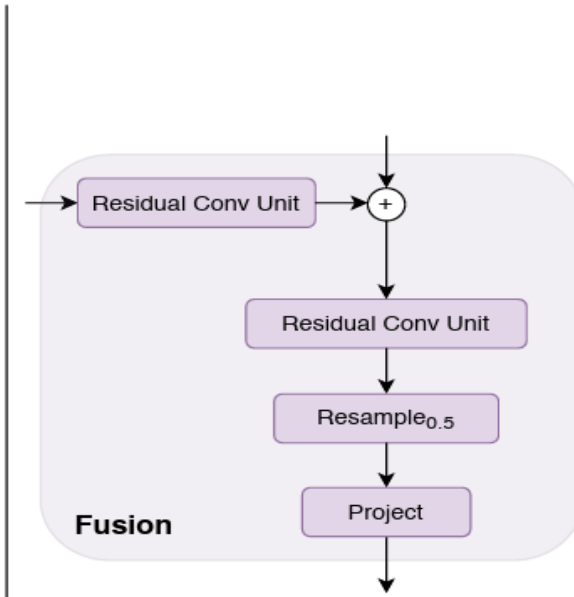 Residual Conv Unit
+
Residual Conv Unit
Resample0.5
Project
Fusion